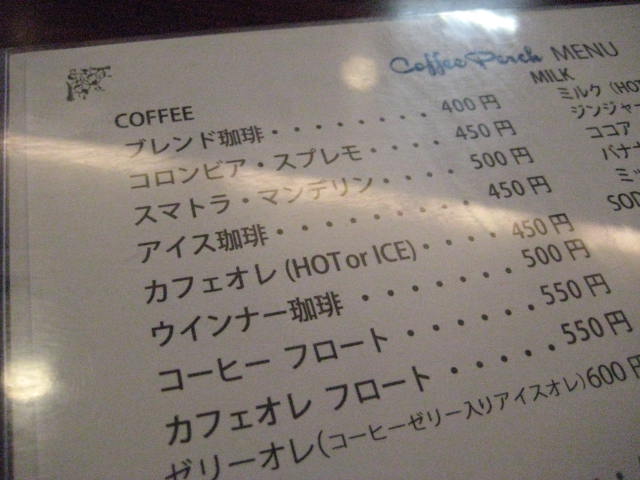 Coffee Perch MENU
COFFEE
ブレンド珈琲・・・・・・・・400円
コロンビア・スプレモ・・・・450円
スマトラ・マンデリン・・・・500円
アイス珈琲・・・・・・・・・450円
カフェオレ (HOT or ICE)・・・・450円
ウインナー珈琲 ・・・・・・・500円
コーヒー フロート ・・・・・・550円
カフェオレ フロート ・・・・・550円
ゼリーオレ(コーヒーゼリー入りアイスオレ)600円
MILK
ミルク (HO
ジンジャー
ココア
バナナ
ミッ
SOD